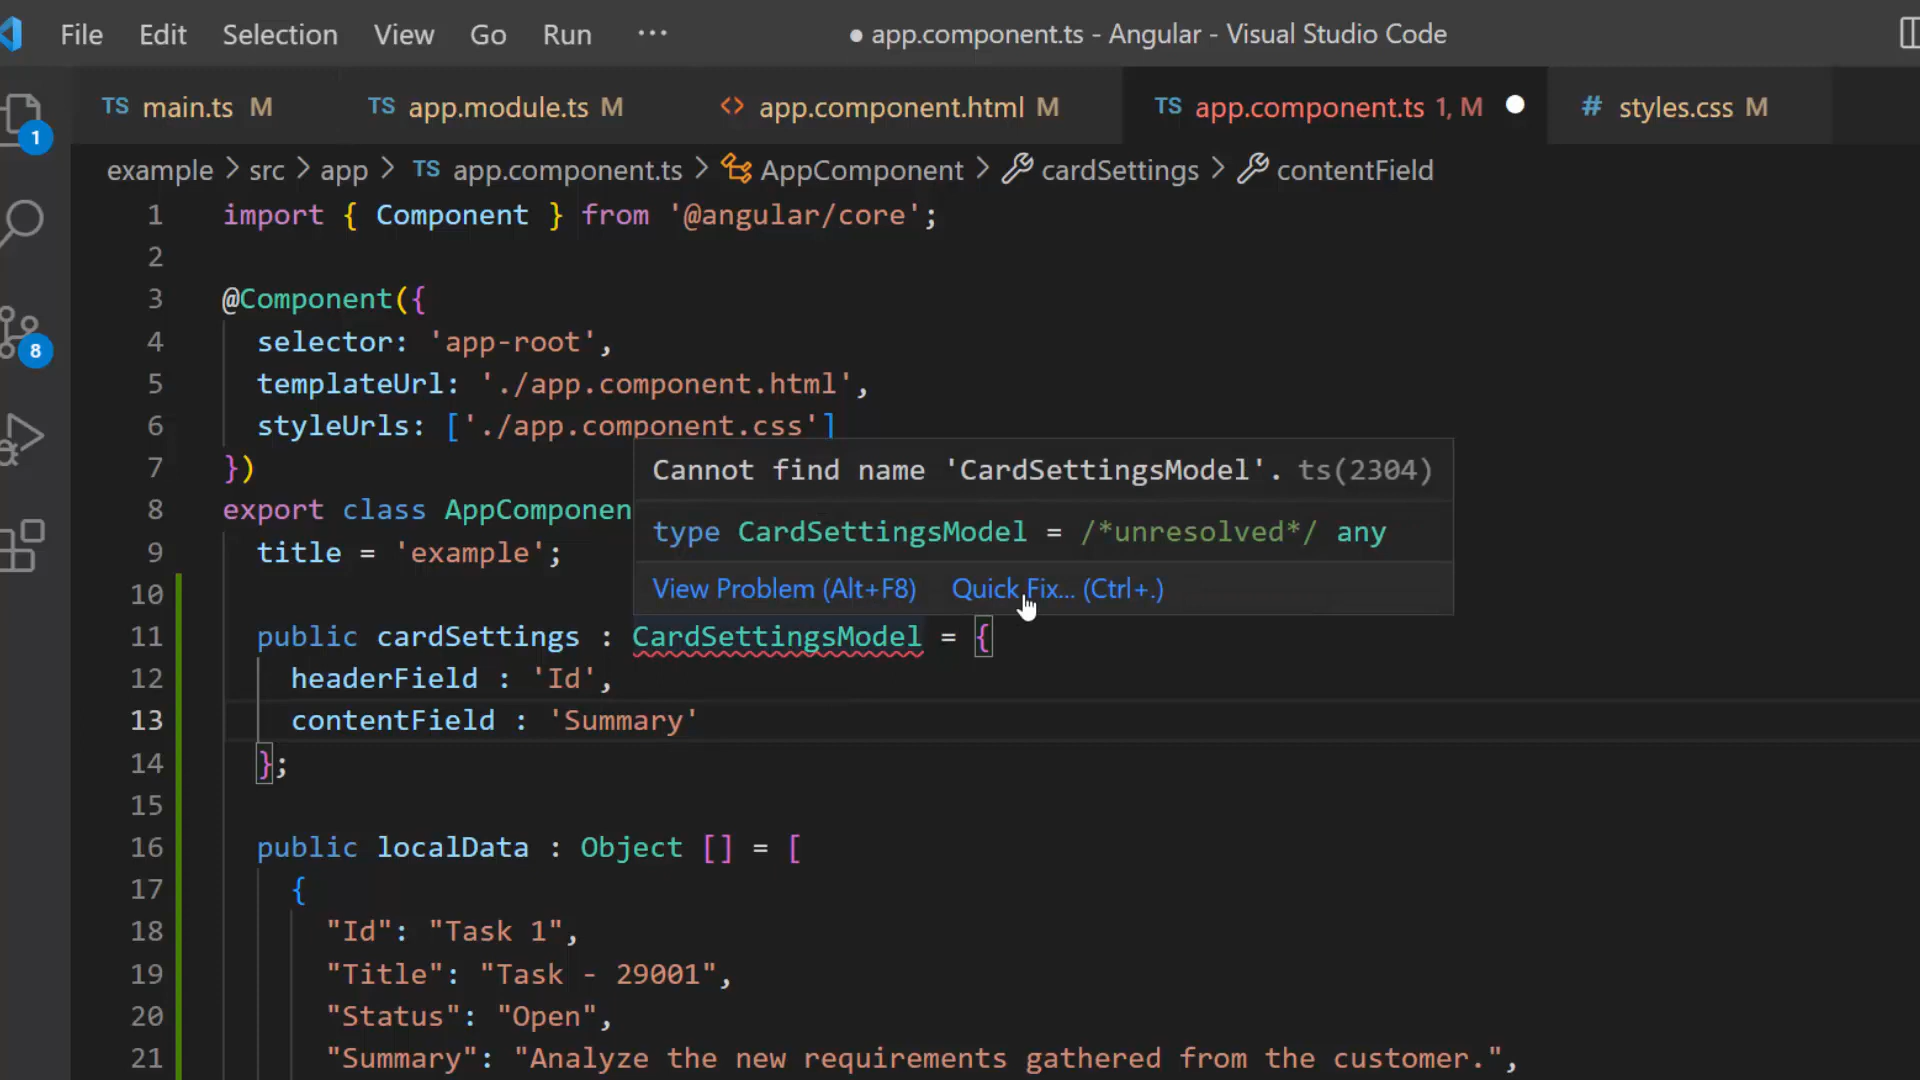 File Edit Selection View Go Run ··· ● app.component.ts - Angular - Visual Studio Code
TS main.ts M TS app.module.ts M <> app.component.html M TS app.component.ts 1, M ● # styles.css M
example > src > app > TS app.component.ts > AppComponent > cardSettings > contentField
1
8
1 import { Component } from '@angular/core';
2
3 @Component({
4 selector: 'app-root',
5 templateUrl: './app.component.html',
6 styleUrls: ['./app.component.css']
7 })
8 export class AppComponen
9 title = 'example';
10
Cannot find name 'CardSettingsModel'. ts(2304)
type CardSettingsModel = /*unresolved*/ any
View Problem (Alt+F8) Quick Fix... (Ctrl+.)
11 public cardSettings : CardSettingsModel = {
12 headerField : 'Id',
13 contentField : 'Summary'
14 };
15
16 public localData : Object [] = [
17 {
18 "Id": "Task 1",
19 "Title": "Task - 29001",
20 "Status": "Open",
21 "Summary": "Analyze the new requirements gathered from the customer.",